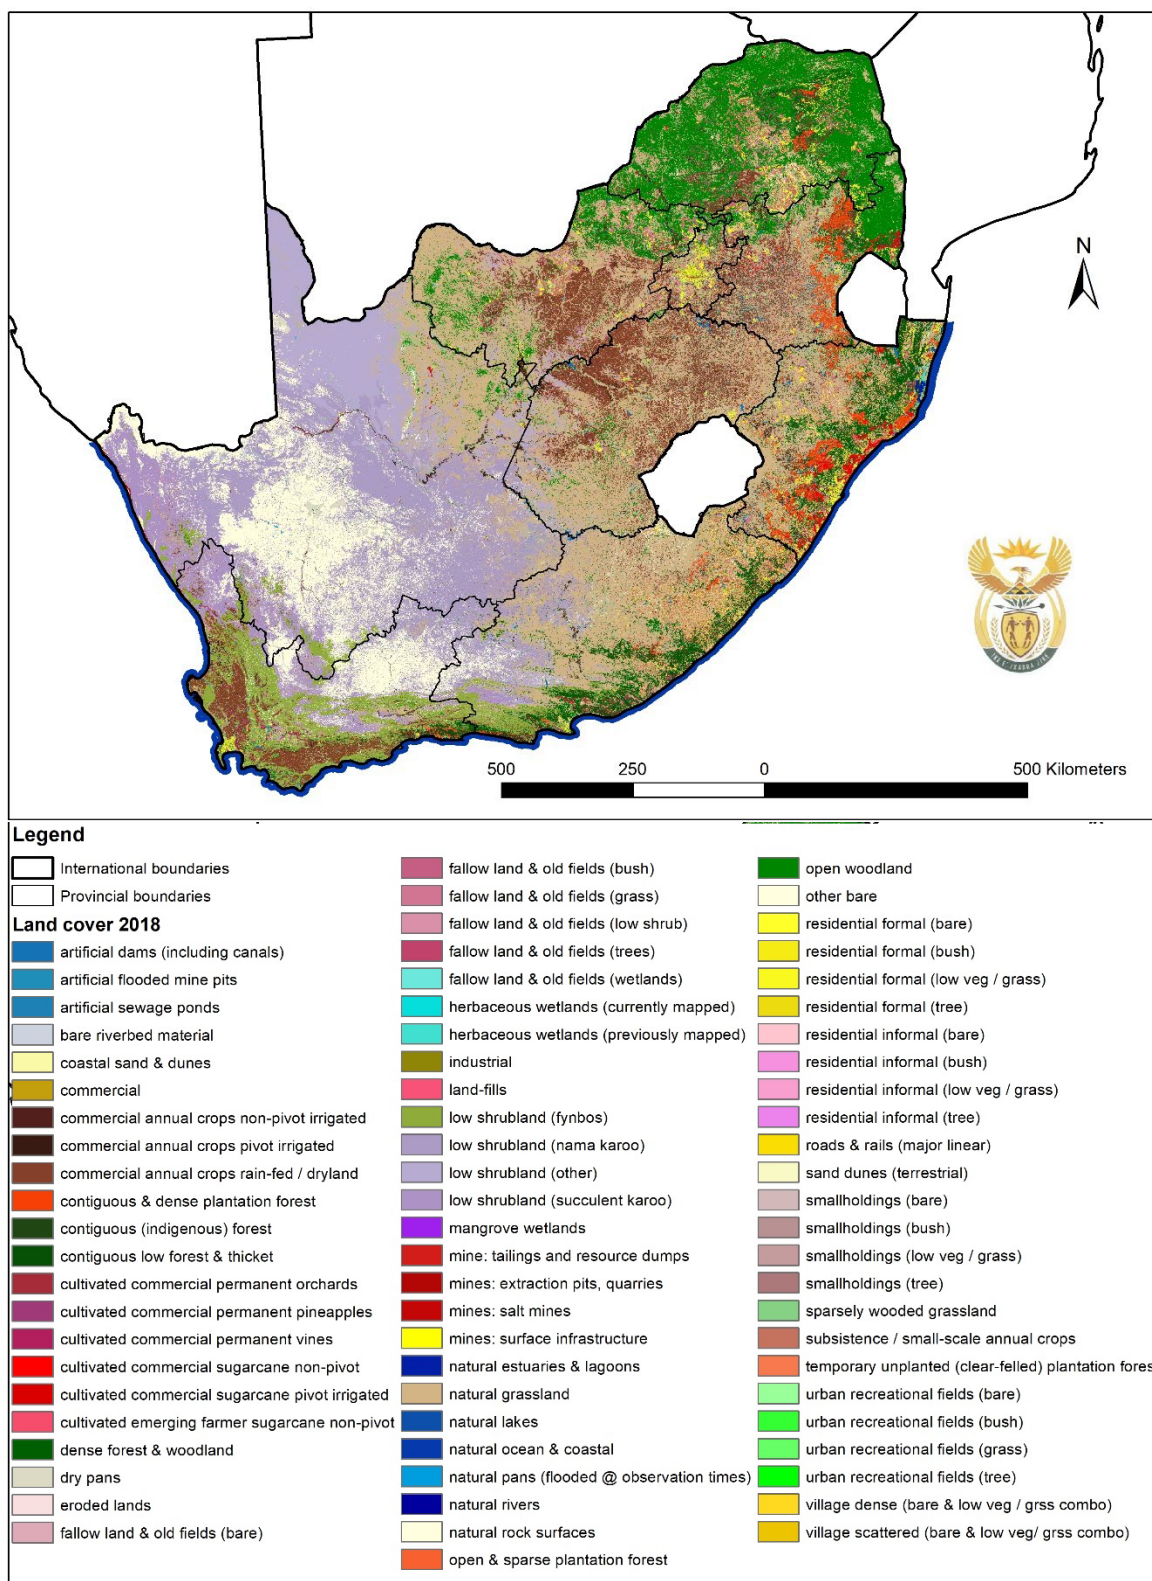 N
500 250 0 500 Kilometers
Legend
International boundaries
Provincial boundaries
Land cover 2018
artificial dams (including canals)
artificial flooded mine pits
artificial sewage ponds
bare riverbed material
coastal sand & dunes
commercial
commercial annual crops non-pivot irrigated
commercial annual crops pivot irrigated
commercial annual crops rain-fed / dryland
contiguous & dense plantation forest
contiguous (indigenous) forest
contiguous low forest & thicket
cultivated commercial permanent orchards
cultivated commercial permanent pineapples
cultivated commercial permanent vines
cultivated commercial sugarcane non-pivot
cultivated commercial sugarcane pivot irrigated
cultivated emerging farmer sugarcane non-pivot
dense forest & woodland
dry pans
eroded lands
fallow land & old fields (bare)
fallow land & old fields (bush)
fallow land & old fields (grass)
fallow land & old fields (low shrub)
fallow land & old fields (trees)
fallow land & old fields (wetlands)
herbaceous wetlands (currently mapped)
herbaceous wetlands (previously mapped)
industrial
land-fills
low shrubland (fynbos)
low shrubland (nama karoo)
low shrubland (other)
low shrubland (succulent karoo)
mangrove wetlands
mine: tailings and resource dumps
mines: extraction pits, quarries
mines: salt mines
mines: surface infrastructure
natural estuaries & lagoons
natural grassland
natural lakes
natural ocean & coastal
natural pans (flooded @ observation times)
natural rivers
natural rock surfaces
open & sparse plantation forest
open woodland
other bare
residential formal (bare)
residential formal (bush)
residential formal (low veg / grass)
residential formal (tree)
residential informal (bare)
residential informal (bush)
residential informal (low veg / grass)
residential informal (tree)
roads & rails (major linear)
sand dunes (terrestrial)
smallholdings (bare)
smallholdings (bush)
smallholdings (low veg / grass)
smallholdings (tree)
sparsely wooded grassland
subsistence / small-scale annual crops
temporary unplanted (clear-felled) plantation fores
urban recreational fields (bare)
urban recreational fields (bush)
urban recreational fields (grass)
urban recreational fields (tree)
village dense (bare & low veg / grss combo)
village scattered (bare & low veg/ grss combo)